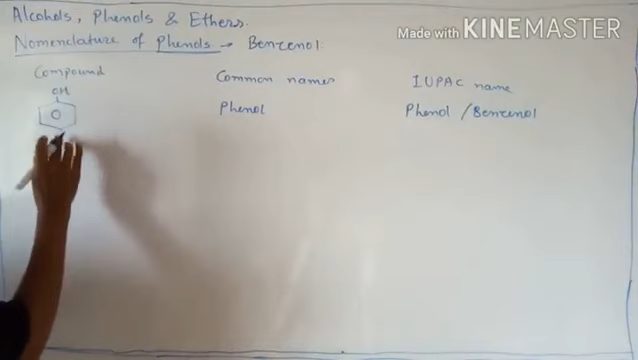 Alcohols, Phenols & Ethers.
Made with KINEMASTER
Nomenclature of Phenols → Benzenol
Compound Common names IUPAC name
OH
Phenol Phenol / Benzenol